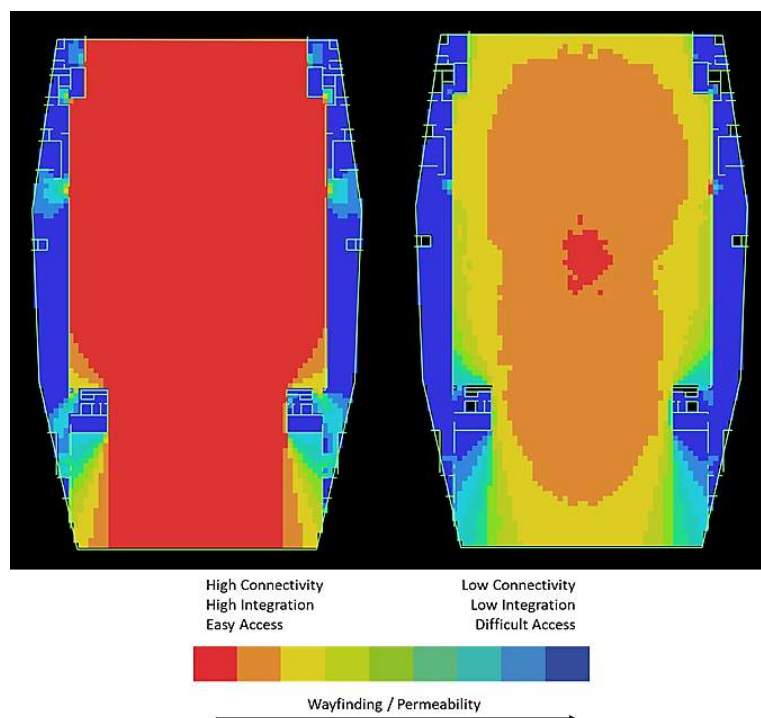 High Connectivity
High Integration
Easy Access
Low Connectivity
Low Integration
Difficult Access
Wayfinding / Permeability